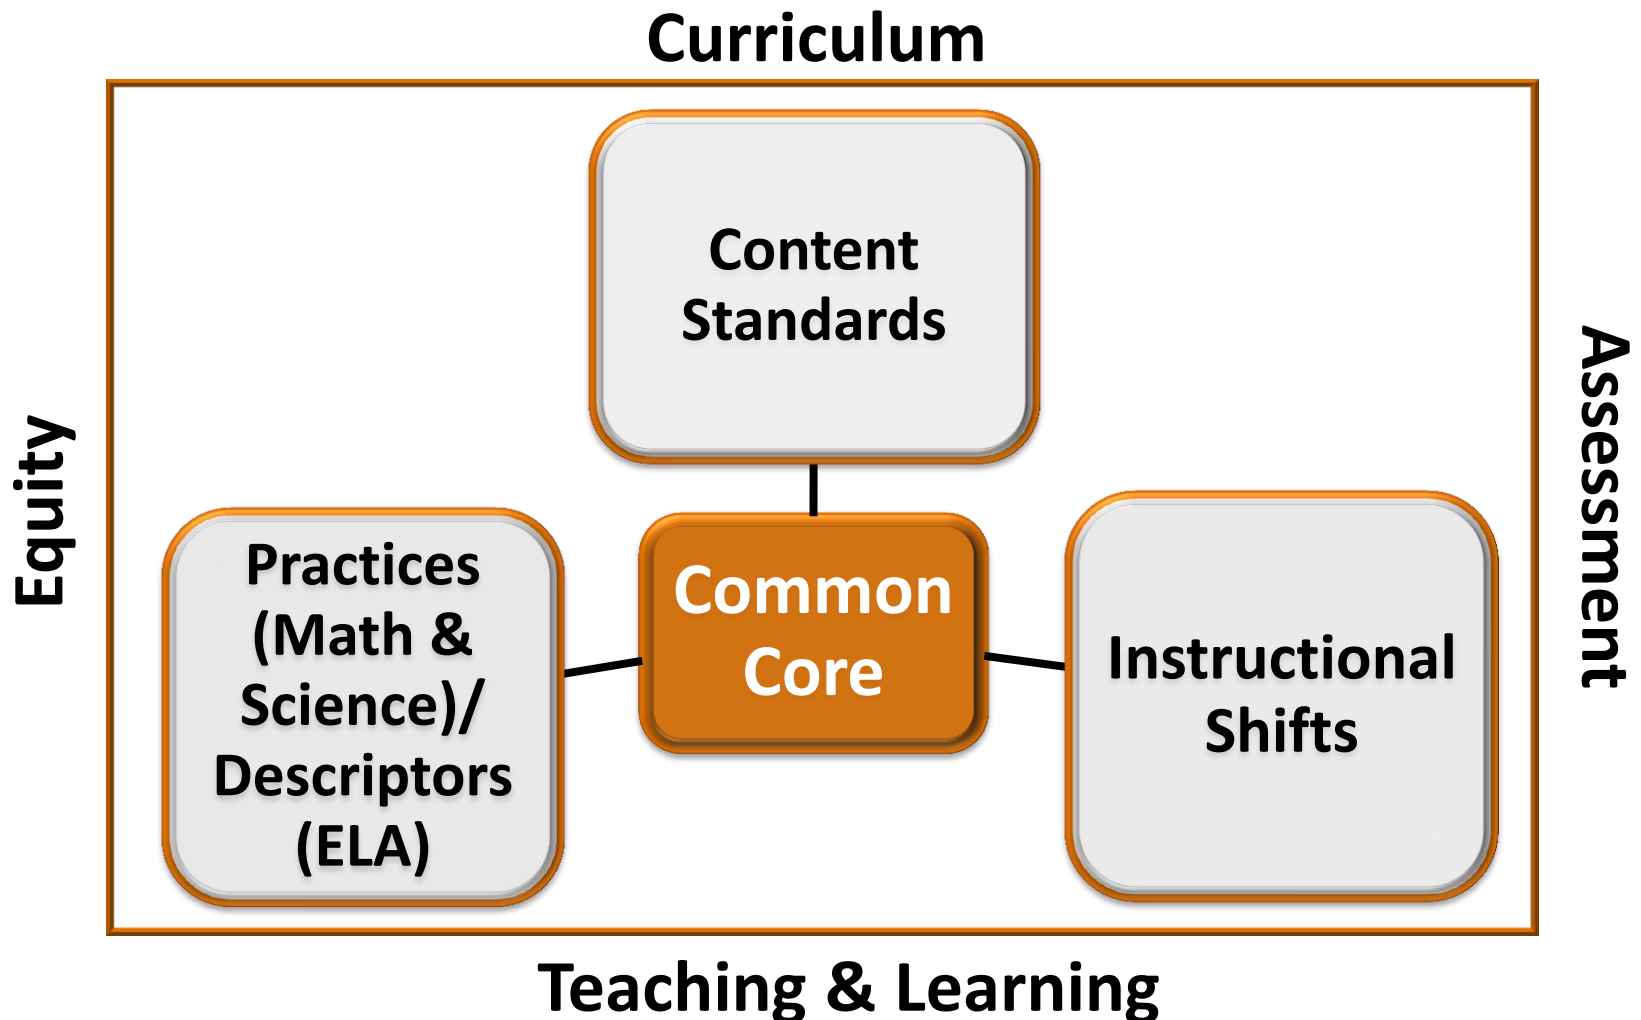 Curriculum
Content
Standards
Equity
Assessment
Practices
(Math &
Science)/
Descriptors
(ELA)
Common
Core
Instructional
Shifts
Teaching & Learning